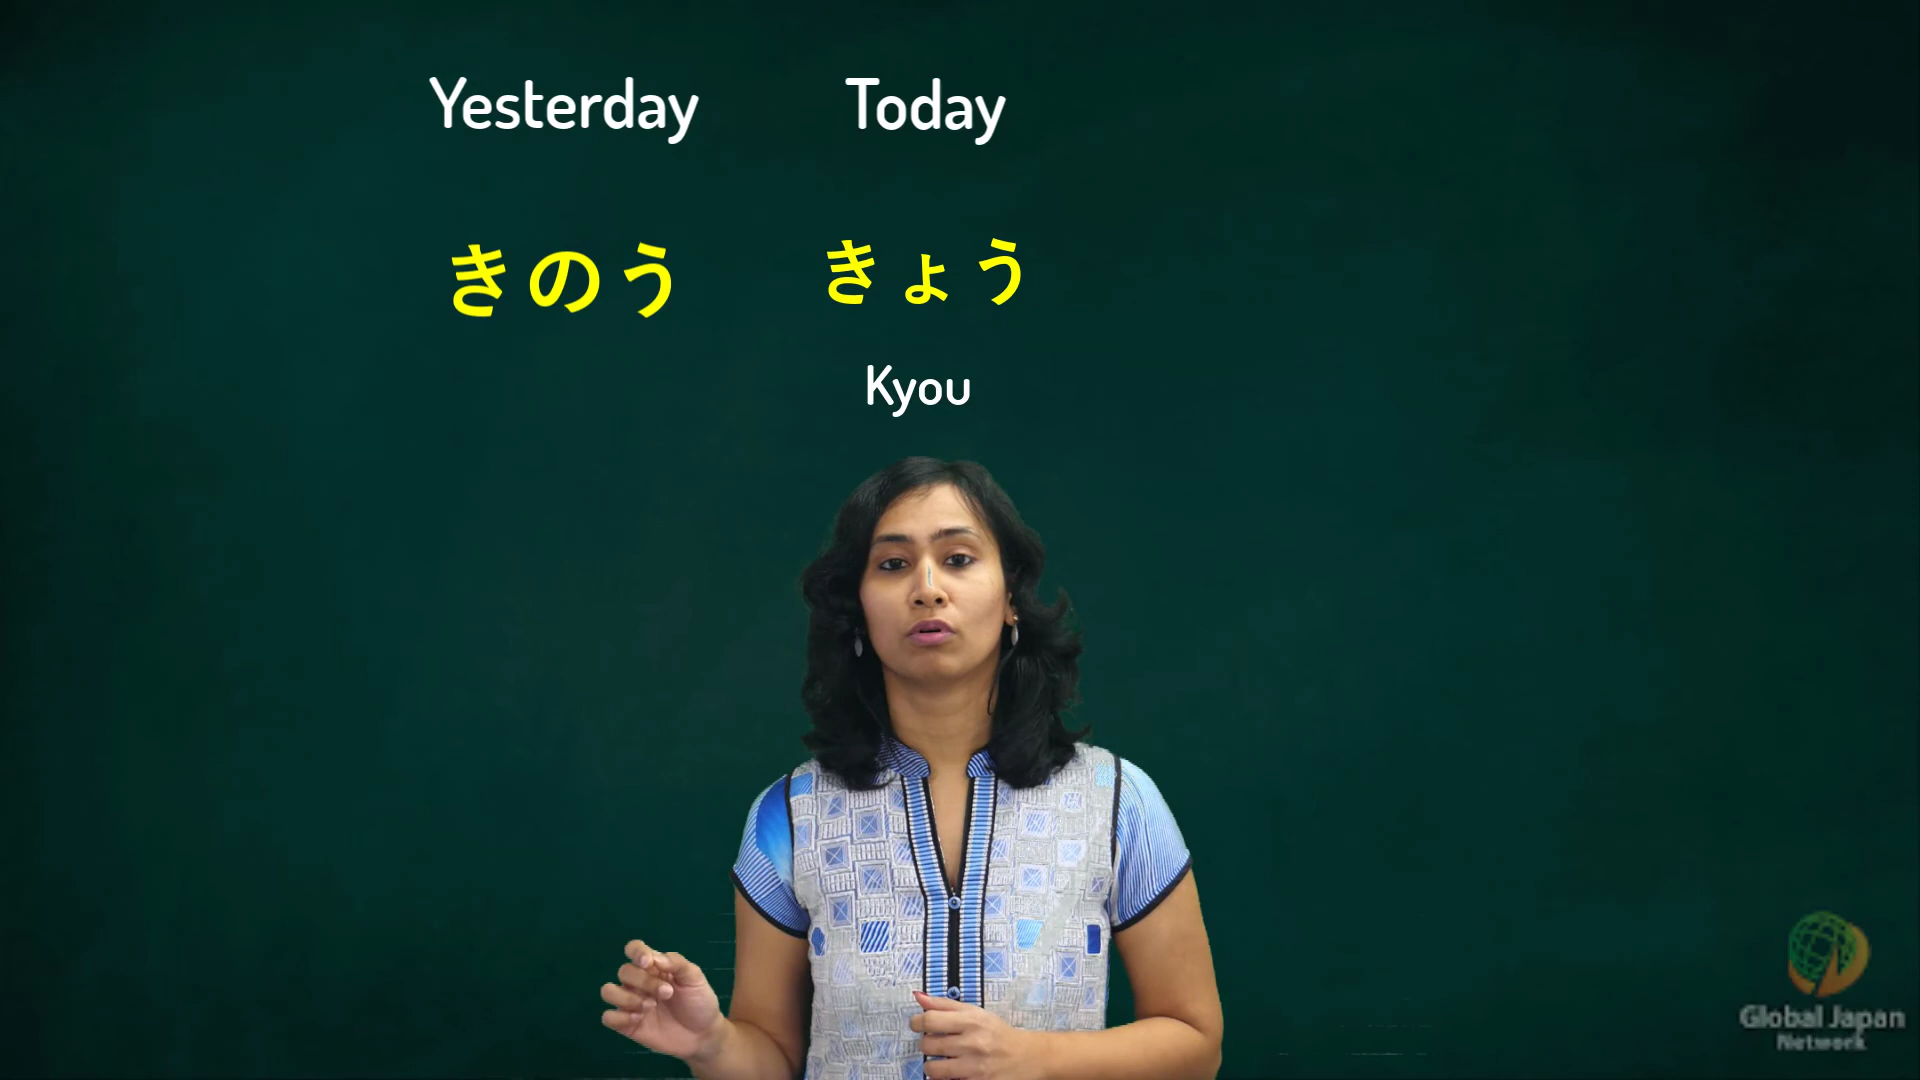 Yesterday Today
きのう きょう
Kyou
Global Japan
Network